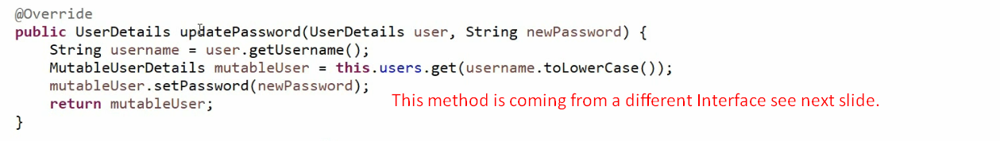 @Override
public UserDetails updatePassword(UserDetails user, String newPassword) {
String username = user.getUsername();
MutableUserDetails mutableUser = this.users.get(username.toLowerCase());
mutableUser.setPassword(newPassword);
return mutableUser;
This method is coming from a different Interface see next slide.
}